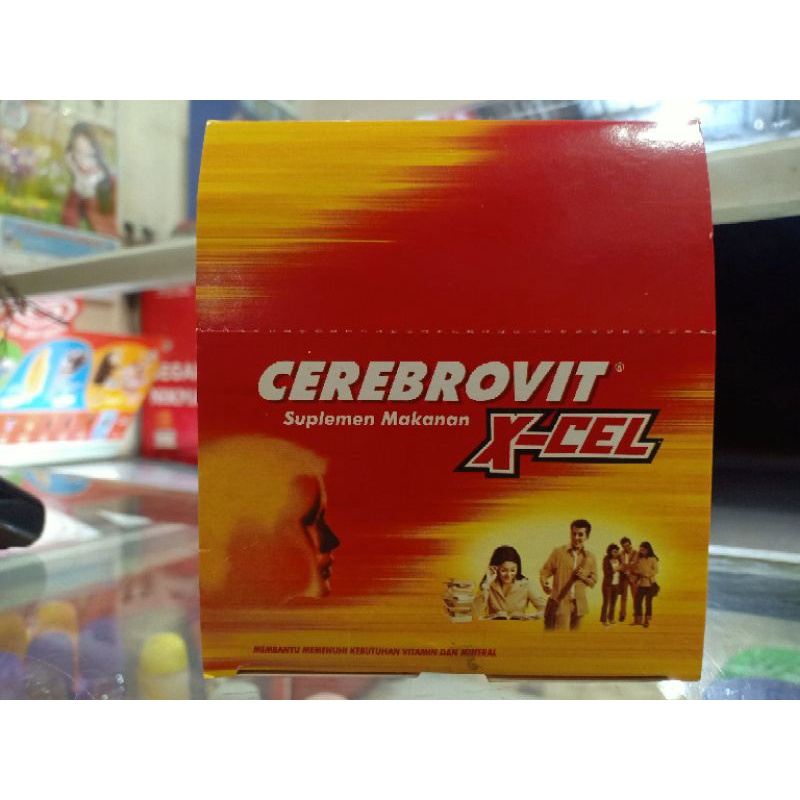 CEREBROVIT®
Suplemen Makanan
X-CEL
MEMBANTU MEMENUHI KEBUTUHAN VITAMIN DAN MINERAL